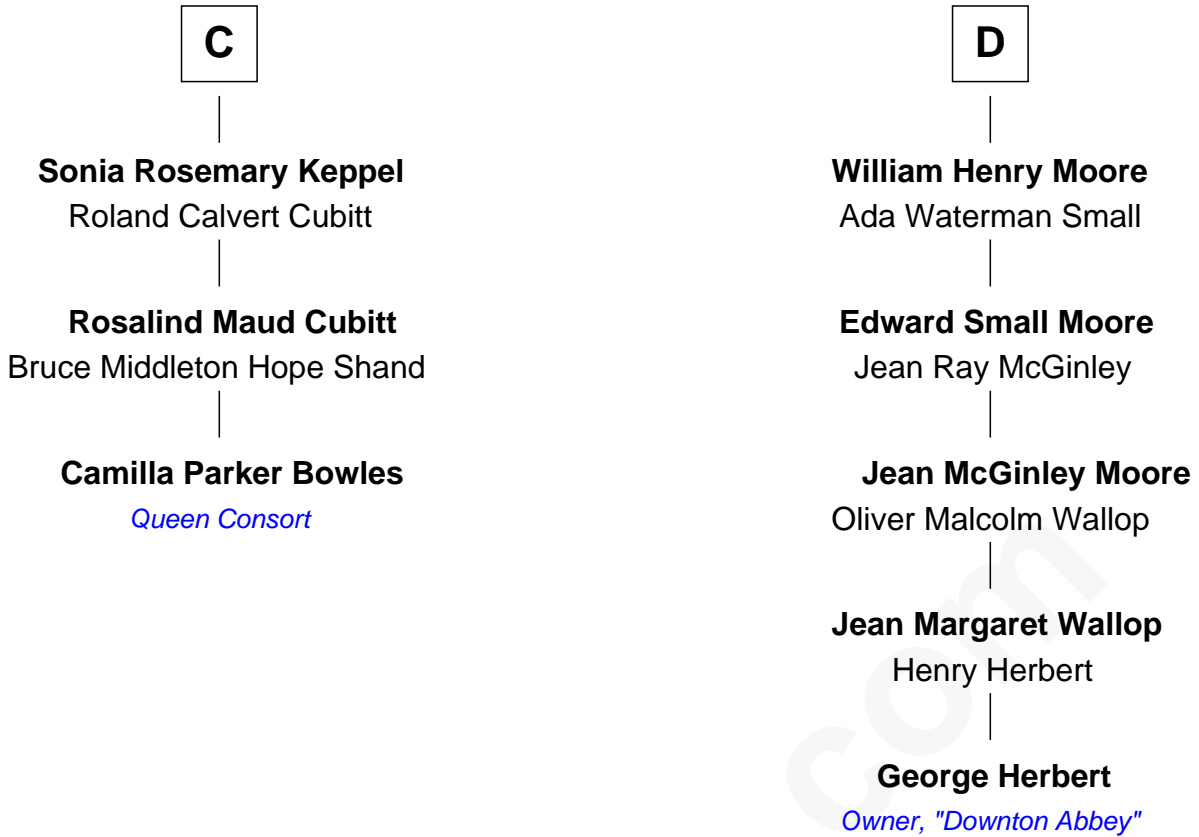 C
Sonia Rosemary Keppel
Roland Calvert Cubitt
Rosalind Maud Cubitt
Bruce Middleton Hope Shand
Camilla Parker Bowles
Queen Consort
D
William Henry Moore
Ada Waterman Small
Edward Small Moore
Jean Ray McGinley
Jean McGinley Moore
Oliver Malcolm Wallop
Jean Margaret Wallop
Henry Herbert
George Herbert
Owner, "Downton Abbey"
com